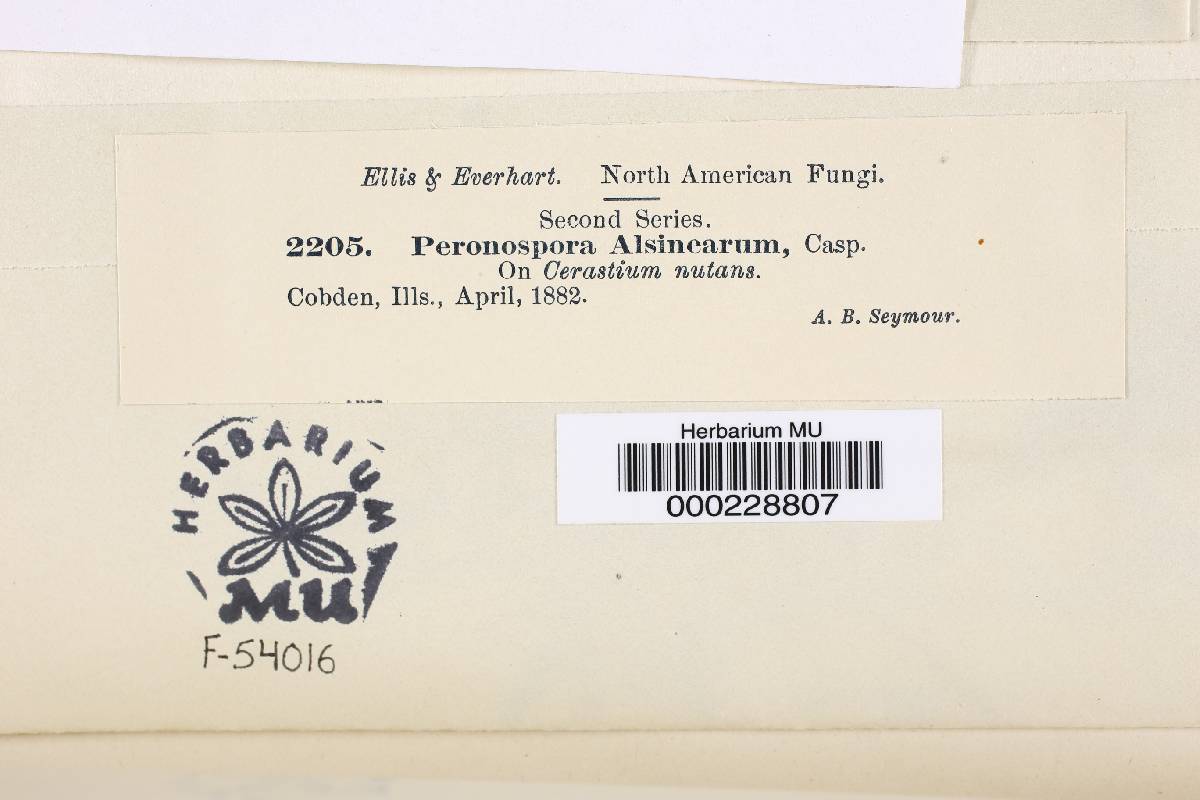 Ellis & Everhart. North American Fungi.
Second Series.
2205. Peronospora Alsinearum, Casp.
On Cerastium nutans.
Cobden, Ills., April, 1882.
A. B. Seymour.
HERBARIUM
MU
F-54016
Herbarium MU
000228807